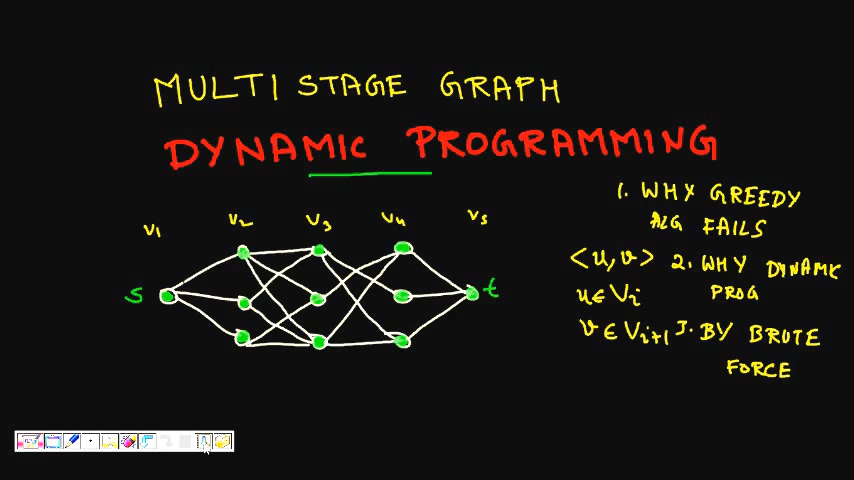 MULTI STAGE GRAPH
DYNAMIC PROGRAMMING
1. WHY GREEDY
ALG FAILS
V1 V2 V3 V4 V5
<u,v> 2. WHY DYNAMIC
PROG
S t
u ∈ Vi
v ∈ Vi+1 3. BY BRUTE
FORCE